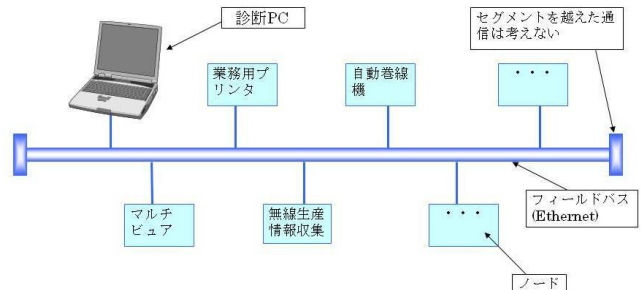 診断PC
セグメントを越えた通
信は考えない
業務用プ
リンタ
自動巻線
機
・・・
マルチ
ビュア
無線生産
情報収集
・・・
フィールドバス
(Ethernet)
ノード